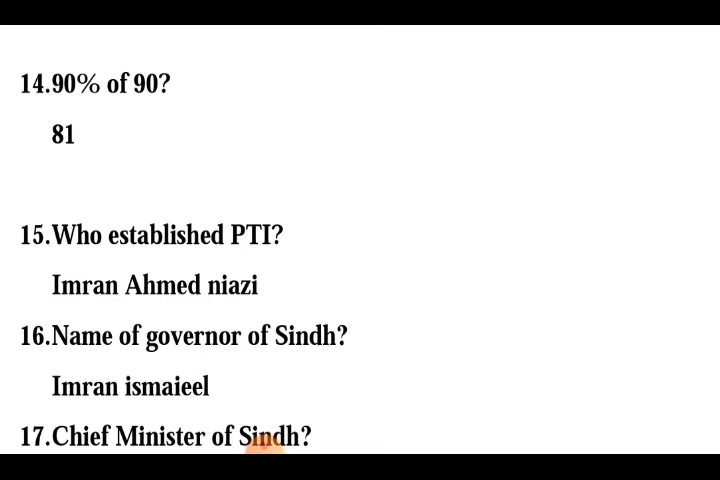 14.90% of 90?
81
15.Who established PTI?
Imran Ahmed niazi
16.Name of governor of Sindh?
Imran ismaieel
17.Chief Minister of Sindh?